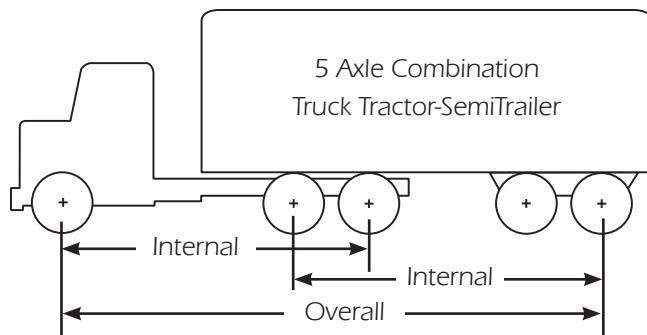 5 Axle Combination
Truck Tractor-SemiTrailer
Internal
Internal
Overall